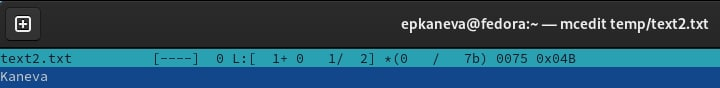 epkaneva@fedora:~ — mcedit temp/text2.txt
text2.txt          [----]  0 L:[  1+ 0   1/  2] *(0   /   7b) 0075 0x04B
Kaneva